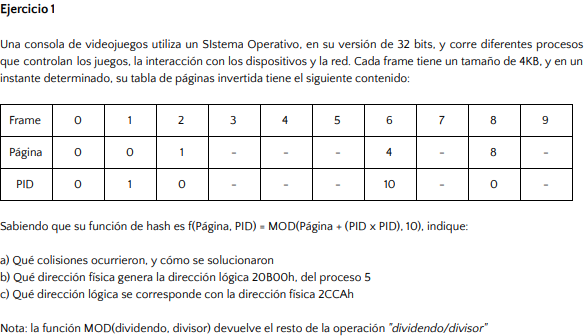 Ejercicio 1
Una consola de videojuegos utiliza un SIstema Operativo, en su versión de 32 bits, y corre diferentes procesos
que controlan los juegos, la interacción con los dispositivos y la red. Cada frame tiene un tamaño de 4KB, y en un
instante determinado, su tabla de páginas invertida tiene el siguiente contenido:
Frame 0 1 2 3 4 5 6 7 8 9
Página 0 0 1 - - - 4 - 8 -
PID 0 1 0 - - - 10 - 0 -
Sabiendo que su función de hash es f(Página, PID) = MOD(Página + (PID x PID), 10), indique:
a) Qué colisiones ocurrieron, y cómo se solucionaron
b) Qué dirección física genera la dirección lógica 20B00h, del proceso 5
c) Qué dirección lógica se corresponde con la dirección física 2CCAh
Nota: la función MOD(dividendo, divisor) devuelve el resto de la operación "dividendo/divisor"